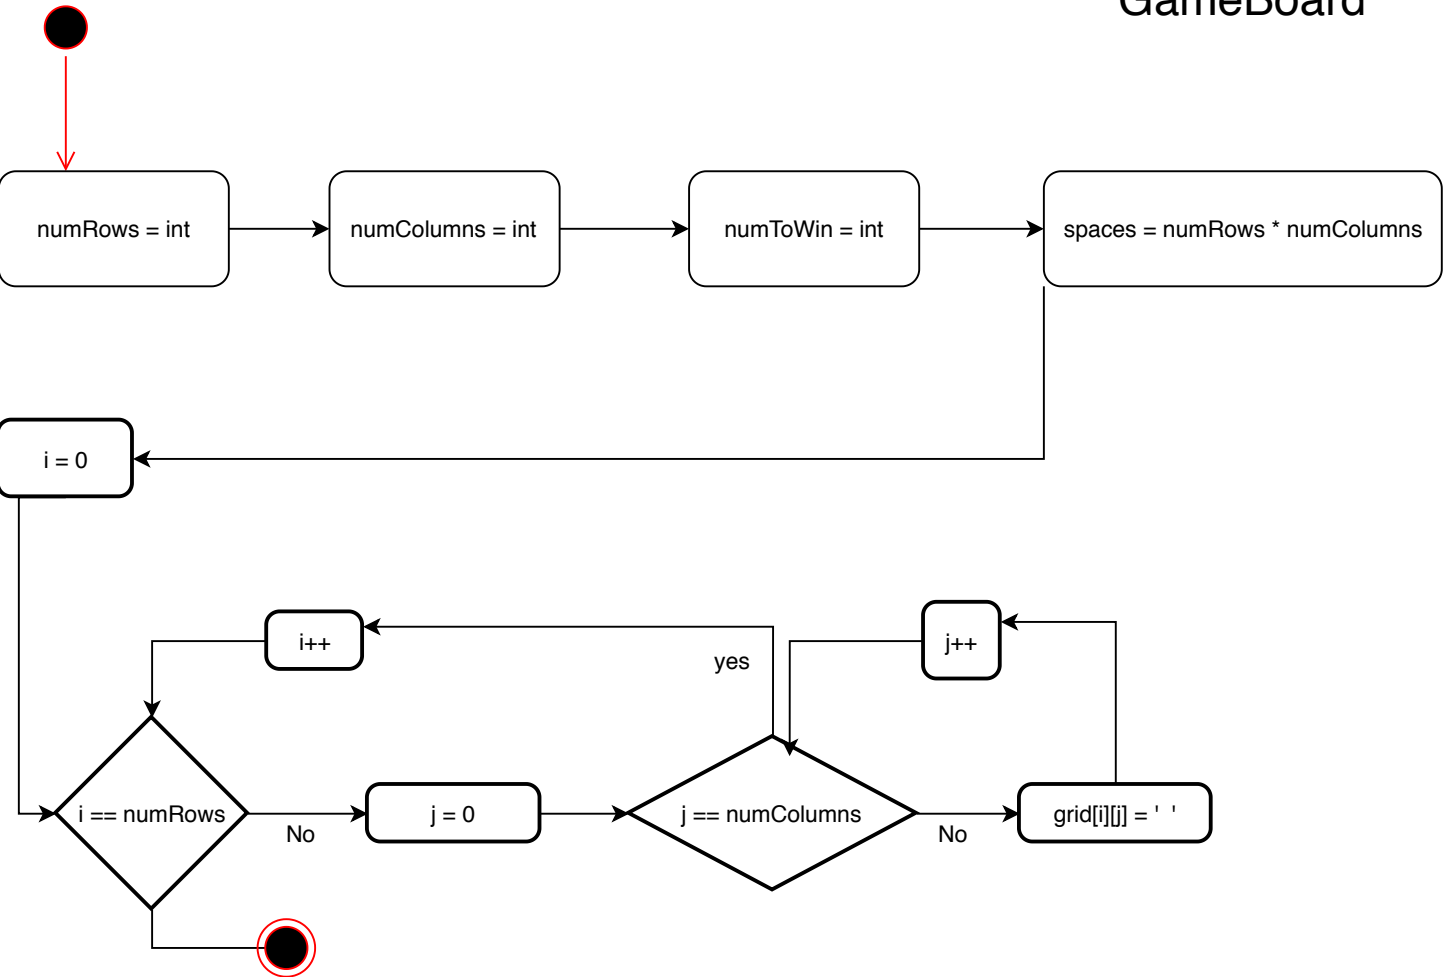 GameBoard
numRows = int
numColumns = int
numToWin = int
spaces = numRows * numColumns
i = 0
i++
yes
j++
i == numRows
No
j = 0
j == numColumns
No
grid[i][j] = ' '